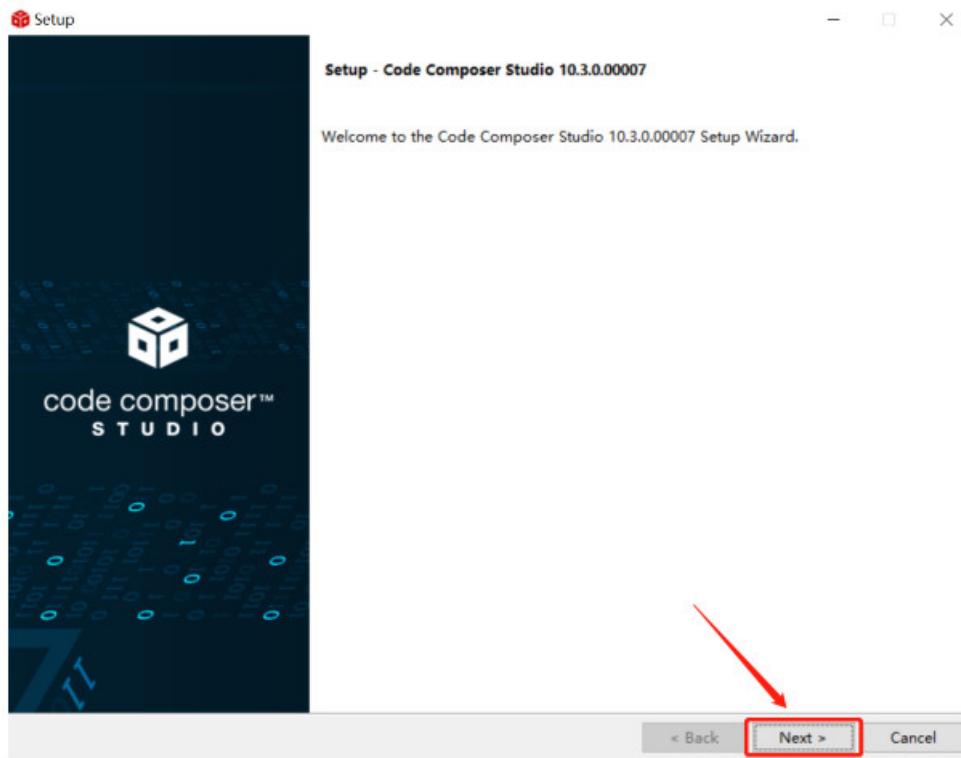 Setup
Setup - Code Composer Studio 10.3.0.00007
Welcome to the Code Composer Studio 10.3.0.00007 Setup Wizard.
code composer™
STUDIO
< Back
Next >
Cancel